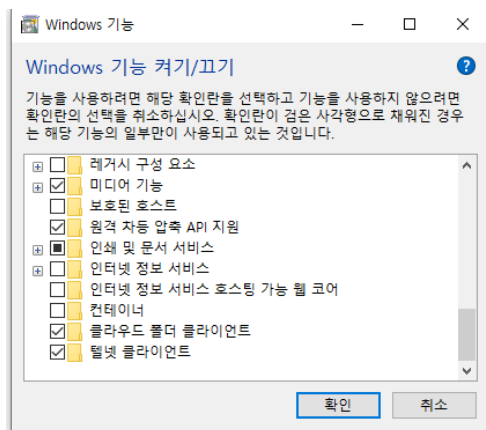 Windows 기능
Windows 기능 켜기/끄기
기능을 사용하려면 해당 확인란을 선택하고 기능을 사용하지 않으려면
확인란의 선택을 취소하십시오. 확인란이 검은 사각형으로 채워진 경우
는 해당 기능의 일부만이 사용되고 있는 것입니다.
레거시 구성 요소
미디어 기능
보호된 호스트
원격 차등 압축 API 지원
인쇄 및 문서 서비스
인터넷 정보 서비스
인터넷 정보 서비스 호스팅 가능 웹 코어
컨테이너
클라우드 폴더 클라이언트
텔넷 클라이언트
확인 취소